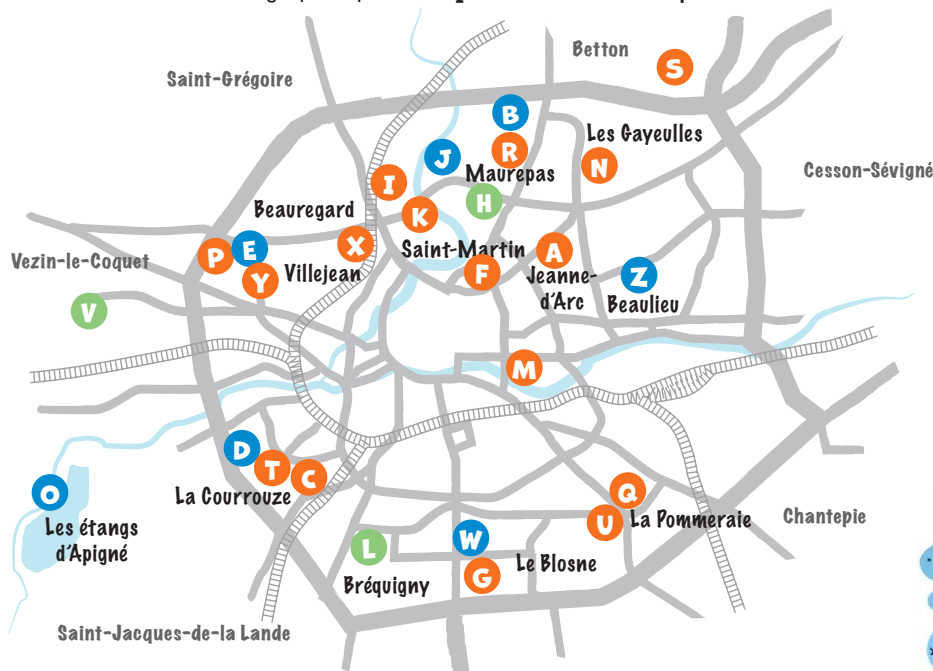 Betton
S
Saint-Grégoire
B
Les Gayeulles
J
R
N
Maurepas
Cesson-Sévigné
I
H
Beauregard
K
P
E
X
Saint-Martin
A
Vezin-le-Coquet
Y
Villejean
F
Jeanne-
d'Arc
Z
Beaulieu
V
M
D
T
C
La Courrouze
O
Q
Les étangs
d'Apigné
U
La Pommeraie
Chantepie
L
W
Le Blosne
G
Bréquigny
Saint-Jacques-de-la Lande